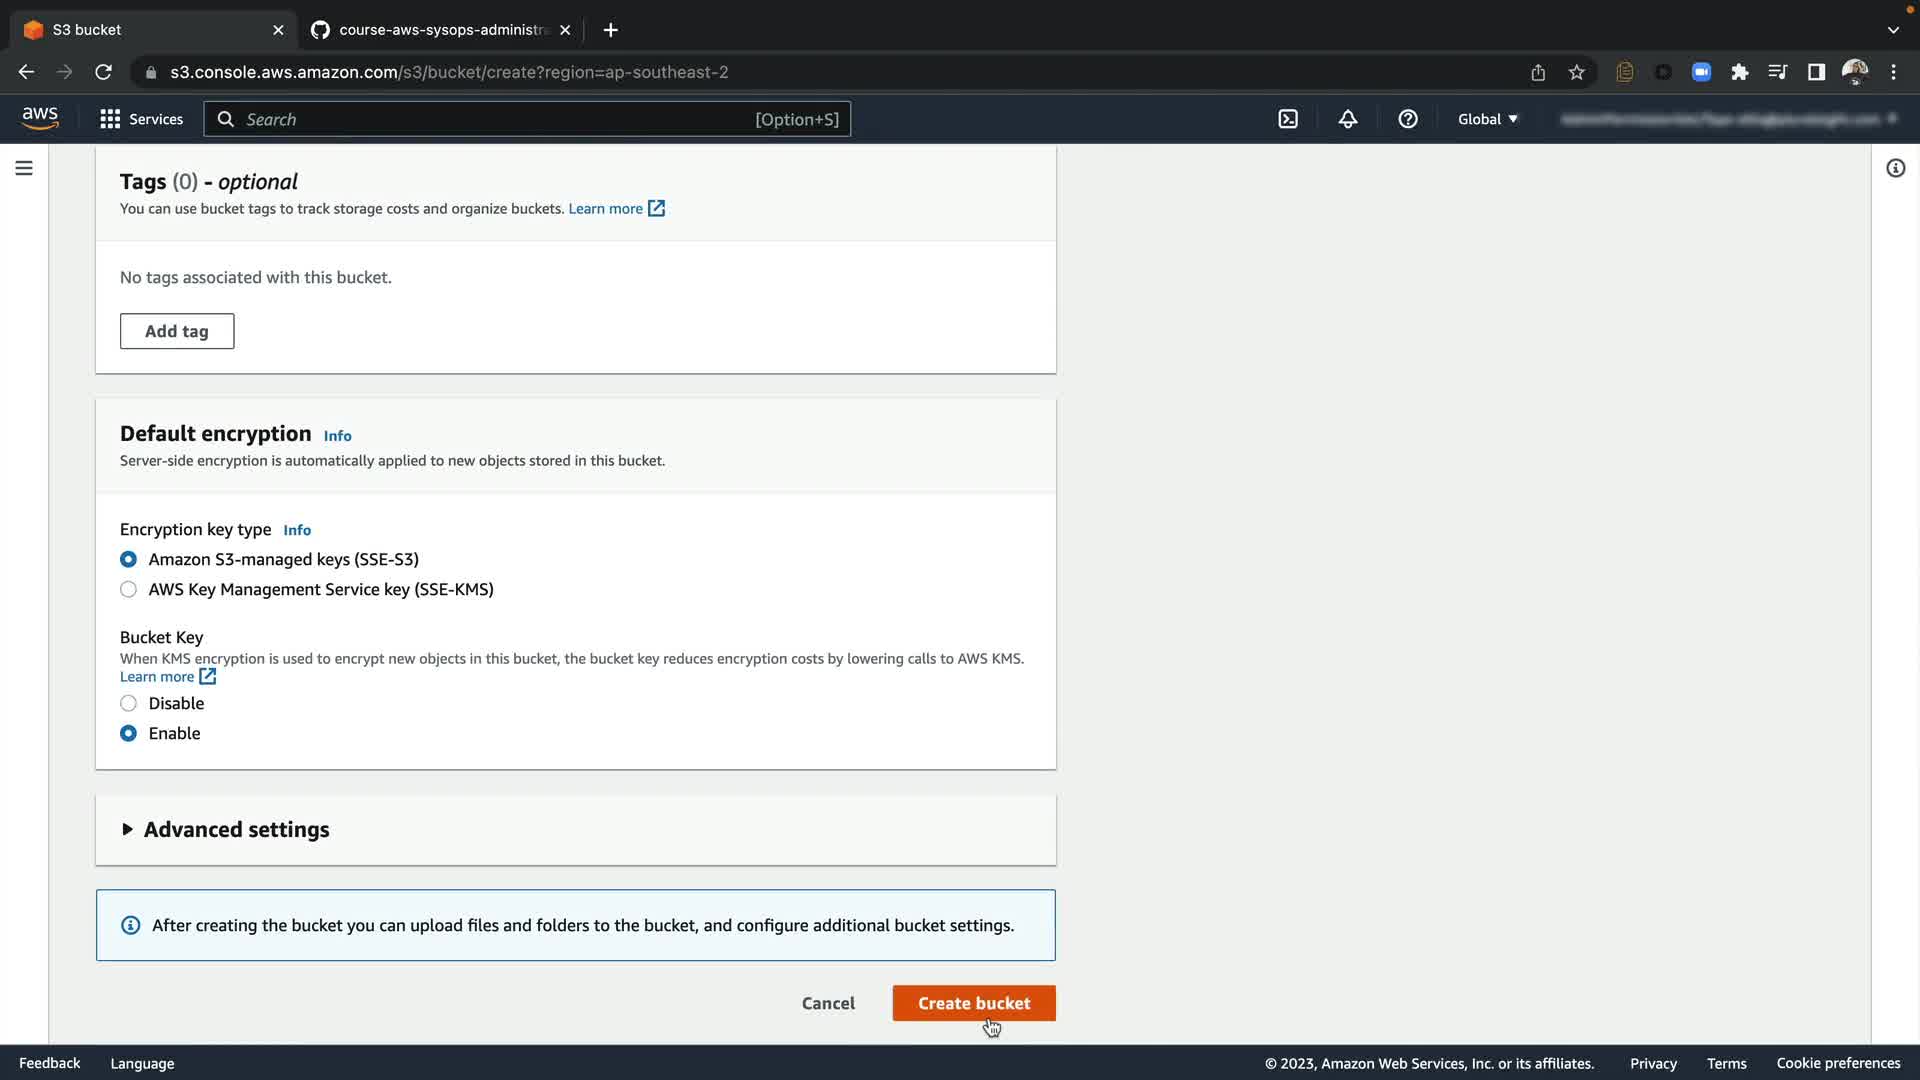 S3 bucket
course-aws-sysops-administra
s3.console.aws.amazon.com/s3/bucket/create?region=ap-southeast-2
aws
Services
Search
[Option+S]
Global
Tags (0) - optional
You can use bucket tags to track storage costs and organize buckets. Learn more
No tags associated with this bucket.
Add tag
Default encryption Info
Server-side encryption is automatically applied to new objects stored in this bucket.
Encryption key type Info
Amazon S3-managed keys (SSE-S3)
AWS Key Management Service key (SSE-KMS)
Bucket Key
When KMS encryption is used to encrypt new objects in this bucket, the bucket key reduces encryption costs by lowering calls to AWS KMS.
Learn more
Disable
Enable
Advanced settings
After creating the bucket you can upload files and folders to the bucket, and configure additional bucket settings.
Cancel
Create bucket
Feedback
Language
© 2023, Amazon Web Services, Inc. or its affiliates.
Privacy
Terms
Cookie preferences